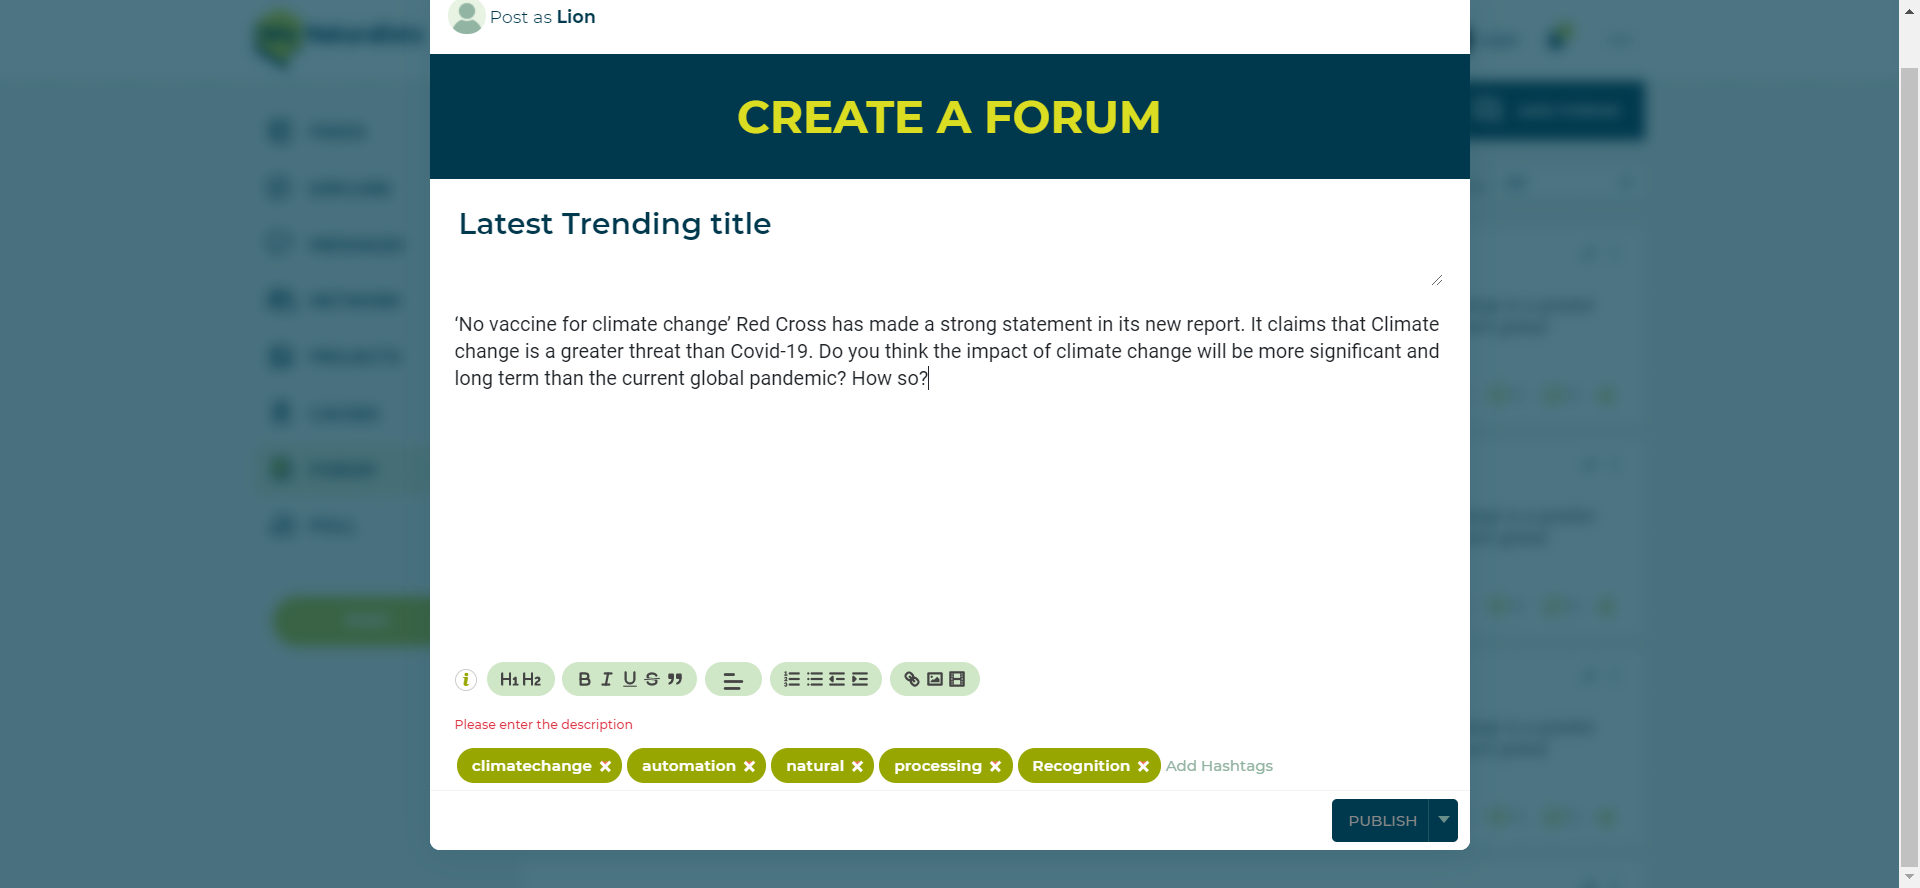 Post as Lion
CREATE A FORUM
Latest Trending title
‘No vaccine for climate change’ Red Cross has made a strong statement in its new report. It claims that Climate
change is a greater threat than Covid-19. Do you think the impact of climate change will be more significant and
long term than the current global pandemic? How so?
i H1 H2 B I U S
Please enter the description
climatechange × automation × natural × processing × Recognition × Add Hashtags
PUBLISH